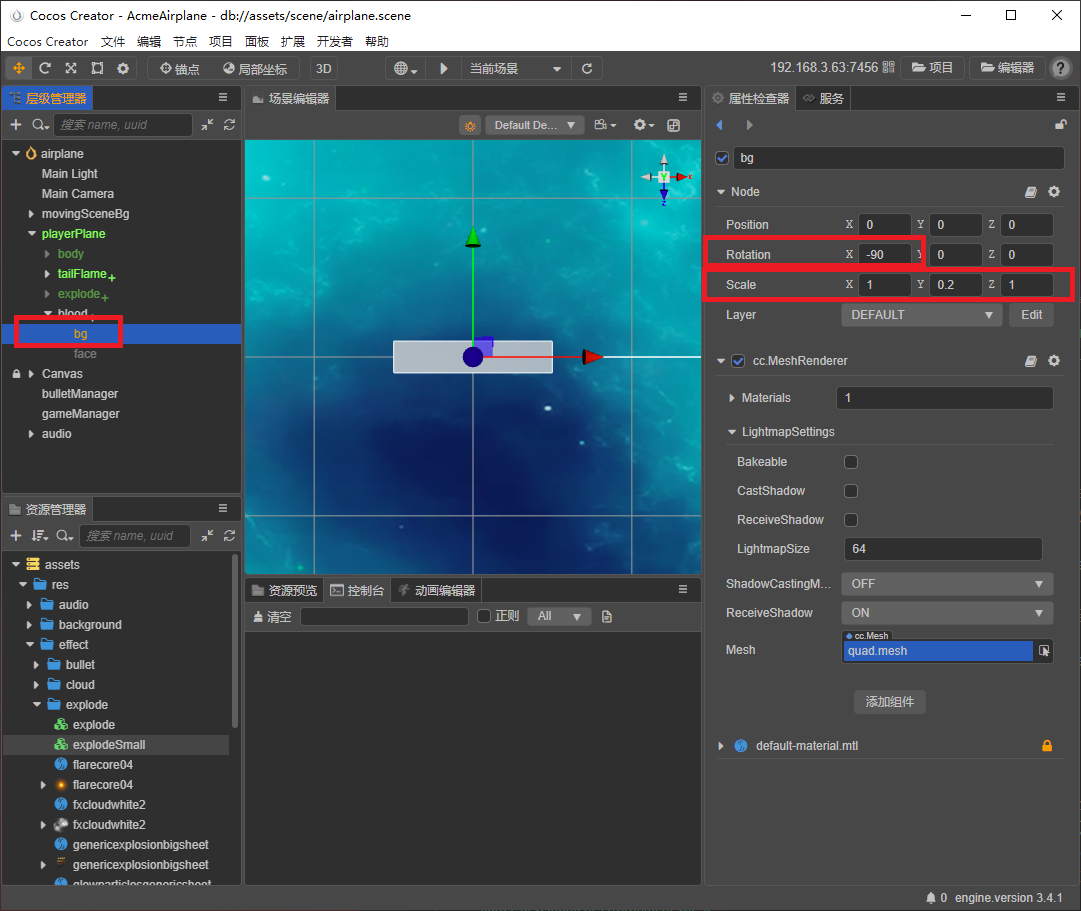 Cocos Creator - AcmeAirplane - db://assets/scene/airplane.scene
Cocos Creator 文件 编辑 节点 项目 面板 扩展 开发者 帮助
锚点 局部坐标 3D 当前场景 192.168.3.63:7456 项目 编辑器 ?
层级管理器
搜索 name, uuid
airplane
Main Light
Main Camera
movingSceneBg
playerPlane
body
tailFlame
explode
blood
bg
face
Canvas
bulletManager
gameManager
audio
资源管理器
搜索 name, uuid
assets
res
audio
background
effect
bullet
cloud
explode
explode
explodeSmall
flarecore04
flarecore04
fxcloudwhite2
fxcloudwhite2
genericexplosionbigsheet
genericexplosionbigsheet
glowparticlesgenericsheet
场景编辑器
Default De...
Y X Z
资源预览 控制台 动画编辑器
清空 正则 All
属性检查器 服务
bg
Node
Position X 0 Y 0 Z 0
Rotation X -90 Y 0 Z 0
Scale X 1 Y 0.2 Z 1
Layer DEFAULT Edit
cc.MeshRenderer
Materials 1
LightmapSettings
Bakeable
CastShadow
ReceiveShadow
LightmapSize 64
ShadowCastingM... OFF
ReceiveShadow ON
cc.Mesh
Mesh quad.mesh
添加组件
default-material.mtl
0 engine.version 3.4.1